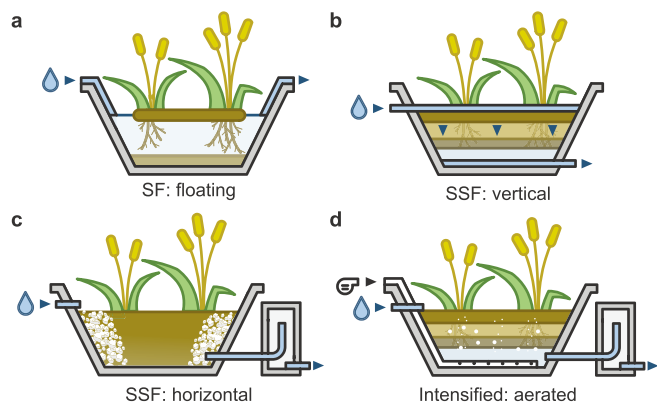 a
SF: floating
b
SSF: vertical
c
SSF: horizontal
d
Intensified: aerated